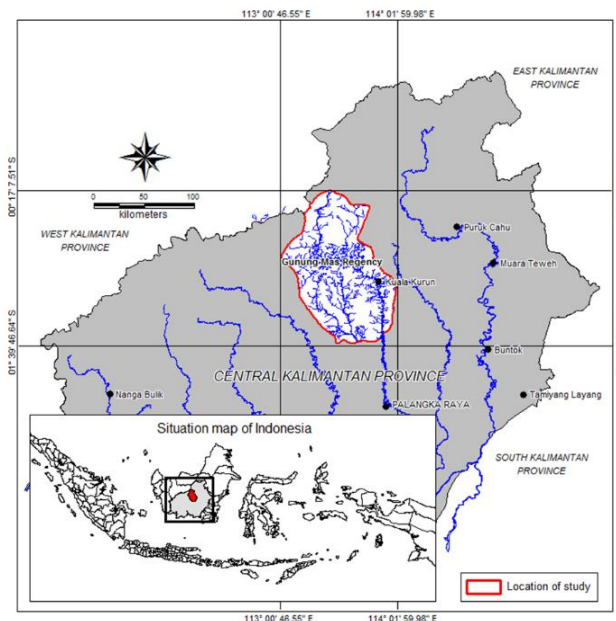 113° 00 46.55" E
114° 01 59.98" E
EAST KALIMANTAN
PROVINCE
00°17'7.51" S
0
50
100
kilometers
WEST KALIMANTAN
PROVINCE
Puruk Cahu
Gunung Mas Regency
Muara Teweh
Kuala Kurun
01°39'46.64" S
Buntok
CENTRAL KALIMANTAN PROVINCE
Nanga Bulik
Tamiyang Layang
PALANGKA RAYA
Situation map of Indonesia
SOUTH KALIMANTAN
PROVINCE
Location of study
113° 00 46.55" E
114° 01 59.98" E